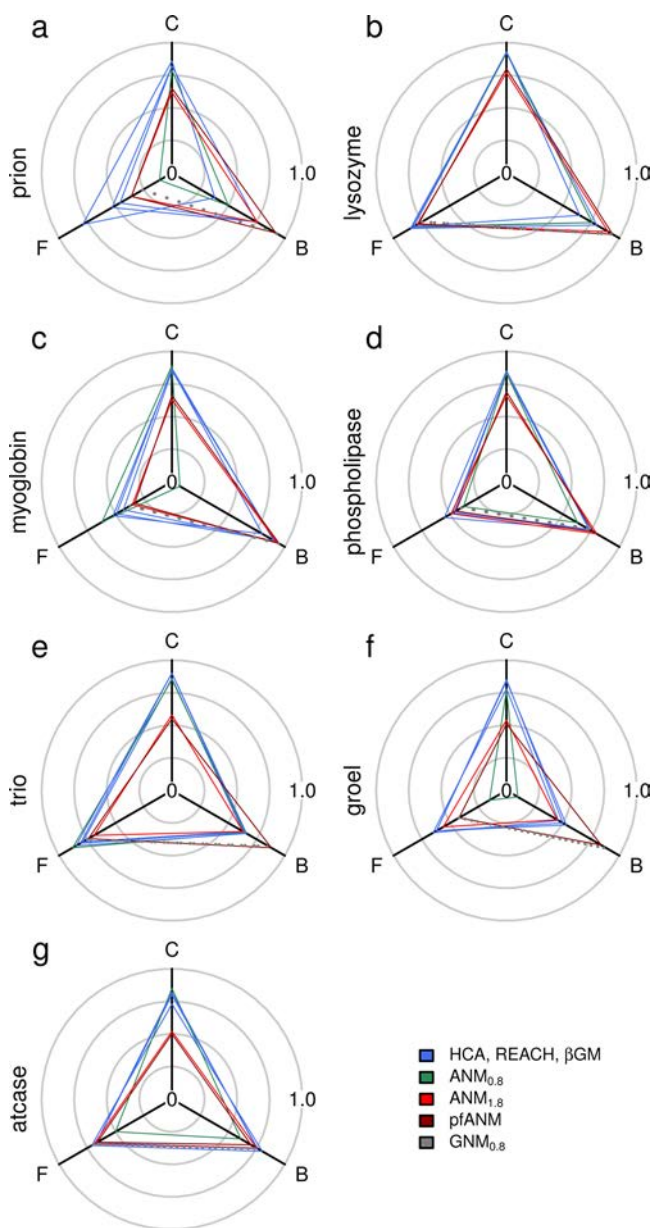 a
C
prion
0
1.0
F
B
b
C
lysozyme
0
1.0
F
B
c
C
myoglobin
0
1.0
F
B
d
C
phospholipase
0
1.0
F
B
e
C
trio
0
1.0
F
B
f
C
groel
0
1.0
F
B
g
C
atcase
0
1.0
F
B
HCA, REACH, βGM
ANM₀.₈
ANM₁.₈
pfANM
GNM₀.₈